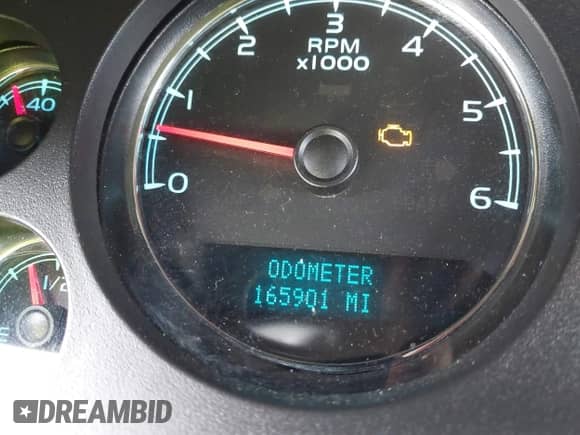 3
2
4
RPM
x1000
40
1
5
0
6
1/2
ODOMETER
165901 MI
DREAMBID